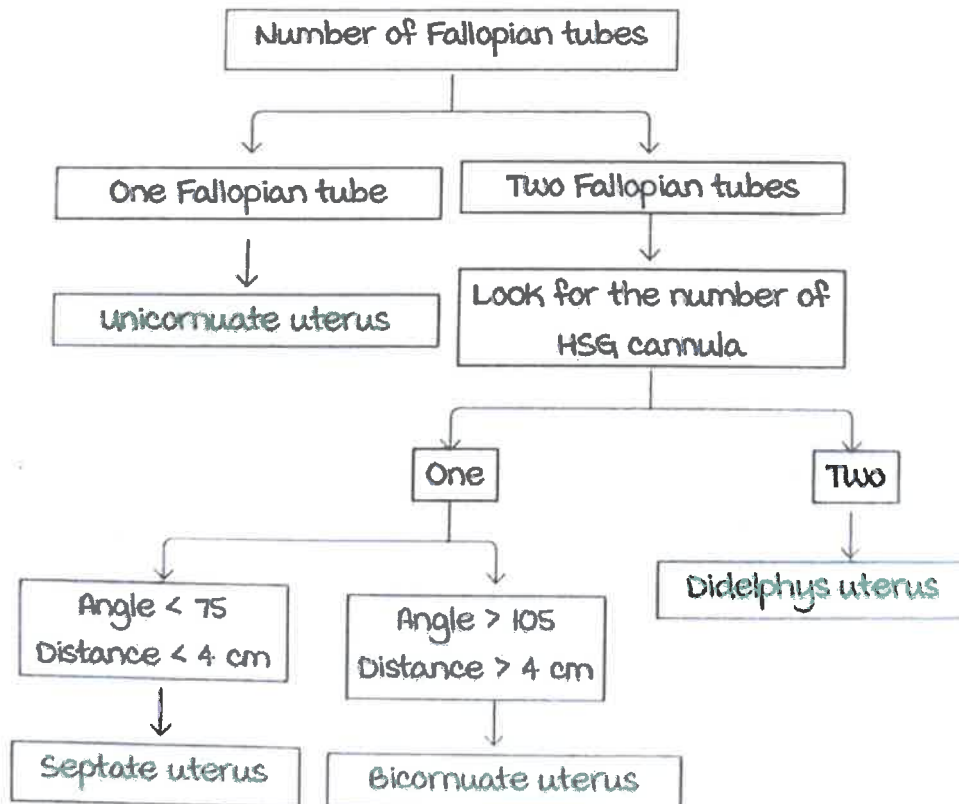 Number of Fallopian tubes
One Fallopian tube
Two Fallopian tubes
unicornuate uterus
Look for the number of
HSG cannula
One
Two
Angle < 75
Distance < 4 cm
Angle > 105
Distance > 4 cm
Didelphys uterus
Septate uterus
Bicornuate uterus